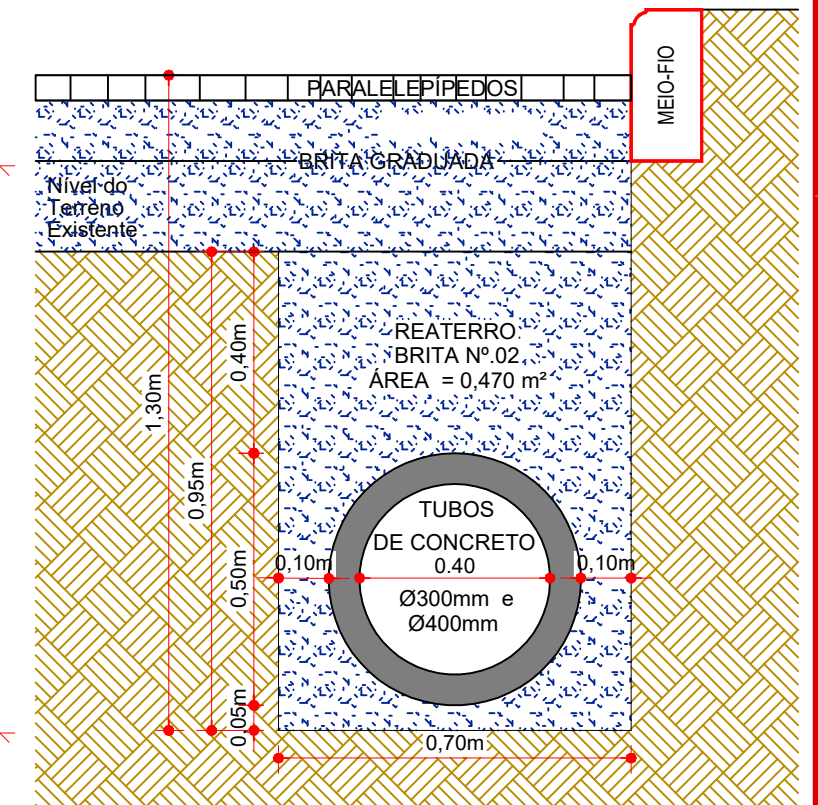 MEIO-FIO
PARALELEPÍPEDOS
BRITA GRADUADA
Nível do
Terreno
Existente
REATERRO
BRITA Nº.02
ÁREA = 0,470 m²
0,40m
1,30m
0,95m
0,50m
0,05m
TUBOS
DE CONCRETO
0,10m
0.40
0,10m
Ø300mm e
Ø400mm
0,70m